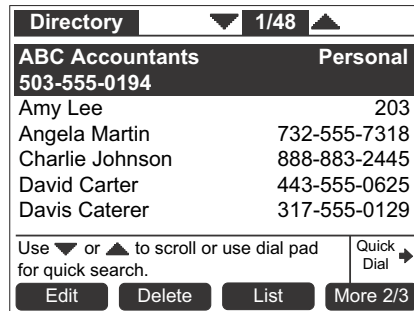 Directory 1/48
ABC Accountants Personal
503-555-0194
Amy Lee 203
Angela Martin 732-555-7318
Charlie Johnson 888-883-2445
David Carter 443-555-0625
Davis Caterer 317-555-0129
Use ▼ or ▲ to scroll or use dial pad
for quick search.
Quick
Dial
Edit Delete List More 2/3